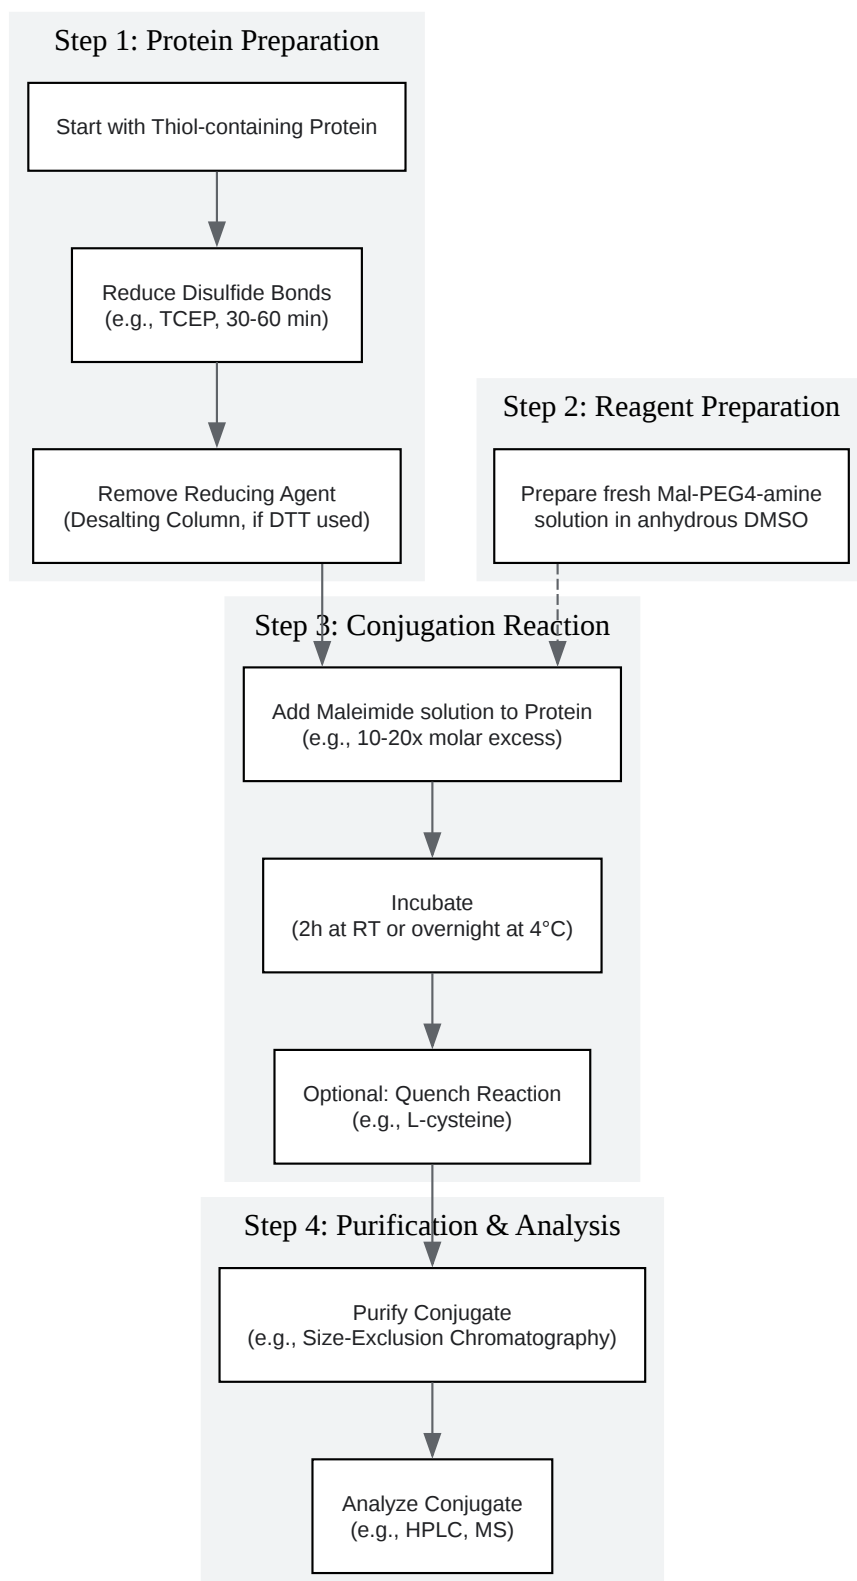 Step 1: Protein Preparation
Start with Thiol-containing Protein
Reduce Disulfide Bonds
(e.g., TCEP, 30-60 min)
Remove Reducing Agent
(Desalting Column, if DTT used)
Step 2: Reagent Preparation
Prepare fresh Mal-PEG4-amine
solution in anhydrous DMSO
Step 3: Conjugation Reaction
Add Maleimide solution to Protein
(e.g., 10-20x molar excess)
Incubate
(2h at RT or overnight at 4°C)
Optional: Quench Reaction
(e.g., L-cysteine)
Step 4: Purification & Analysis
Purify Conjugate
(e.g., Size-Exclusion Chromatography)
Analyze Conjugate
(e.g., HPLC, MS)